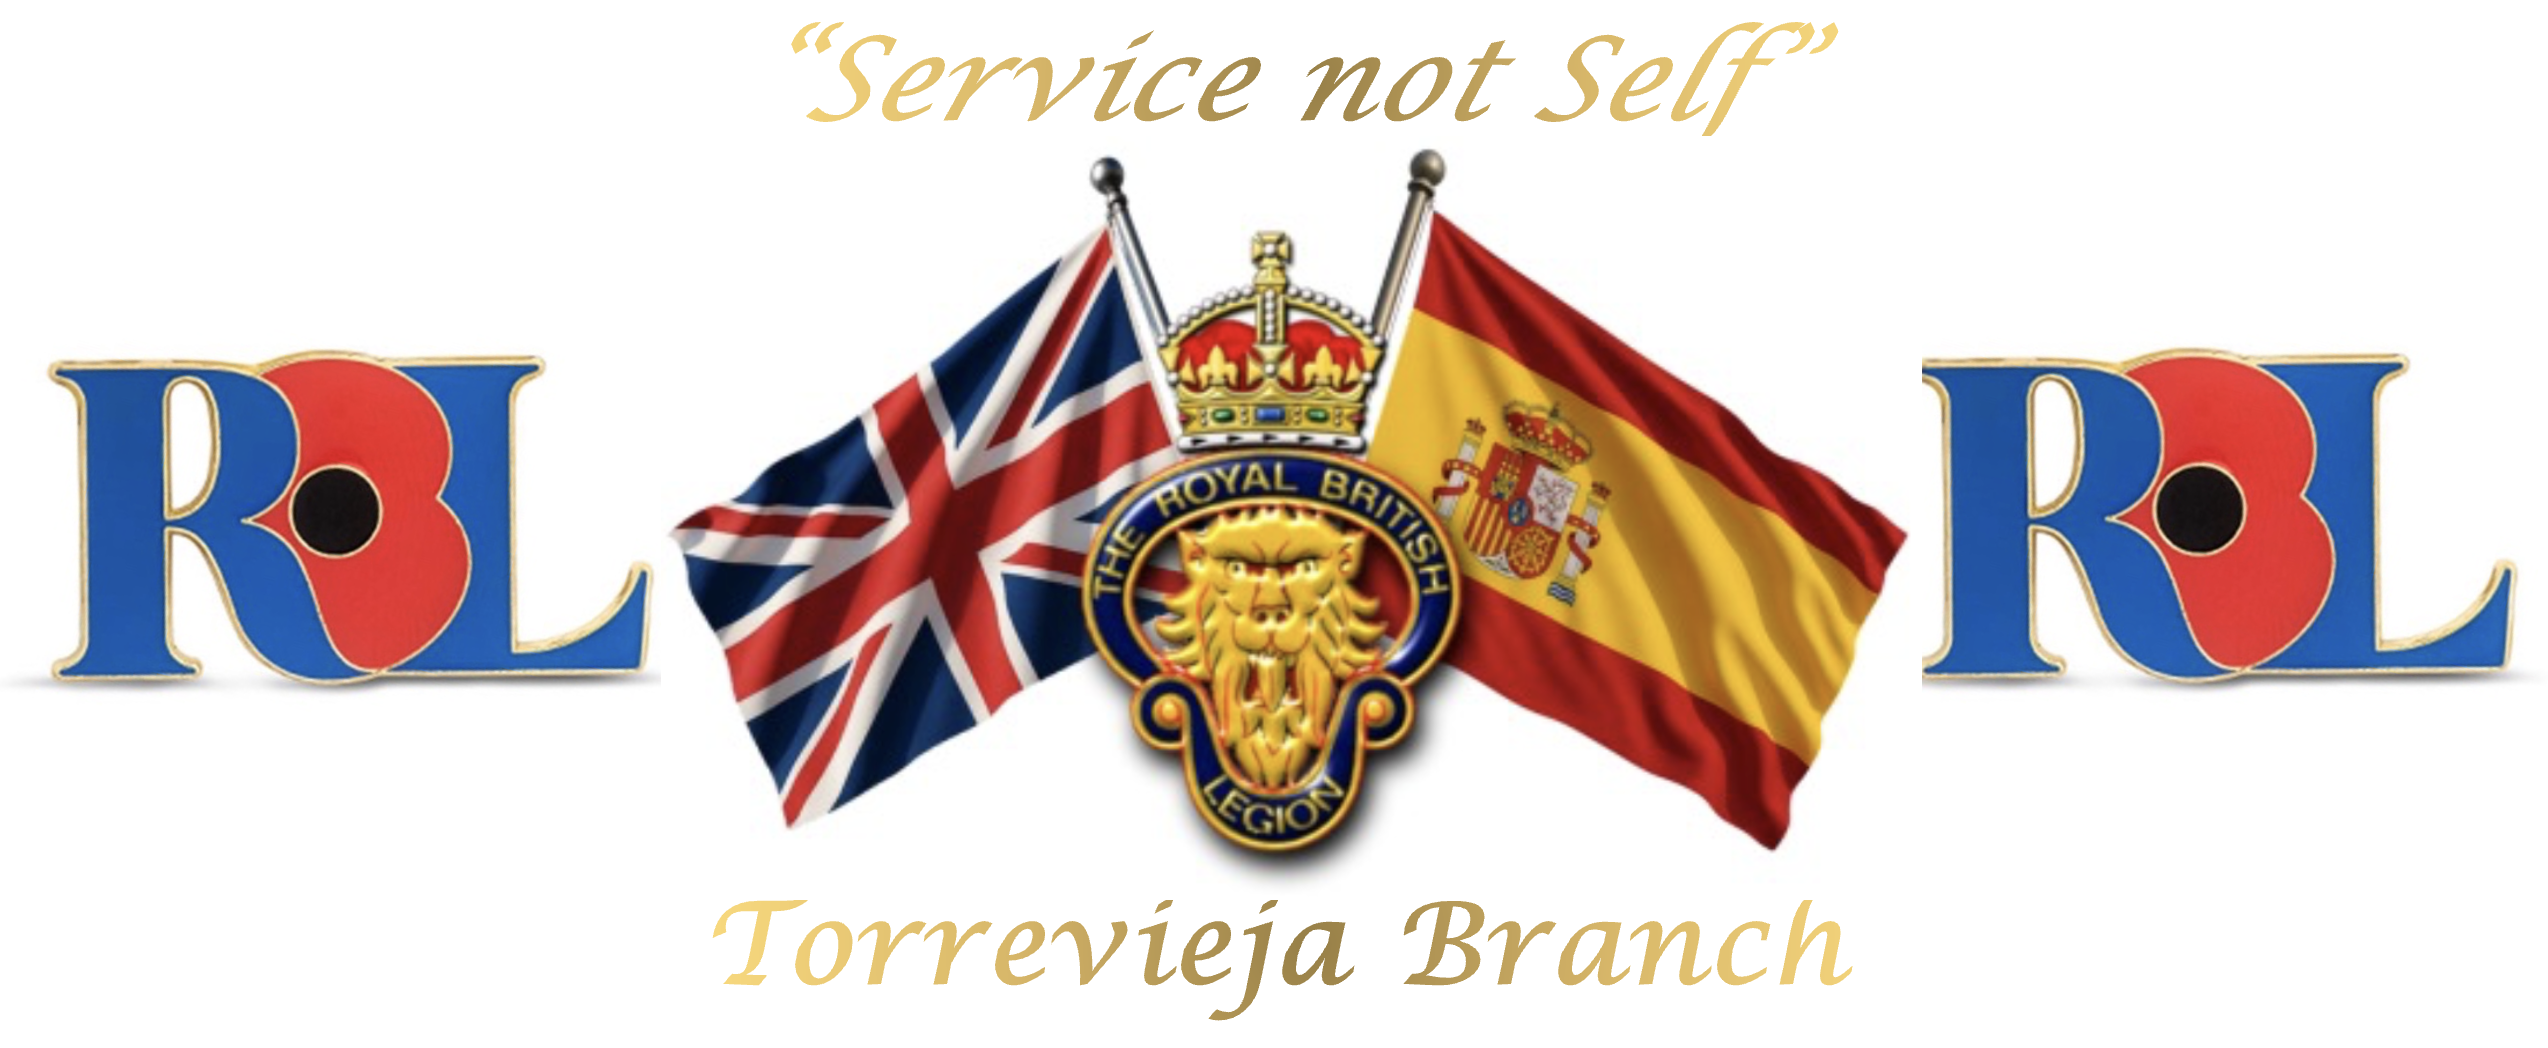 “Service not Self”
THE ROYAL BRITISH
LEGION
RBL
RBL
Torrevieja Branch